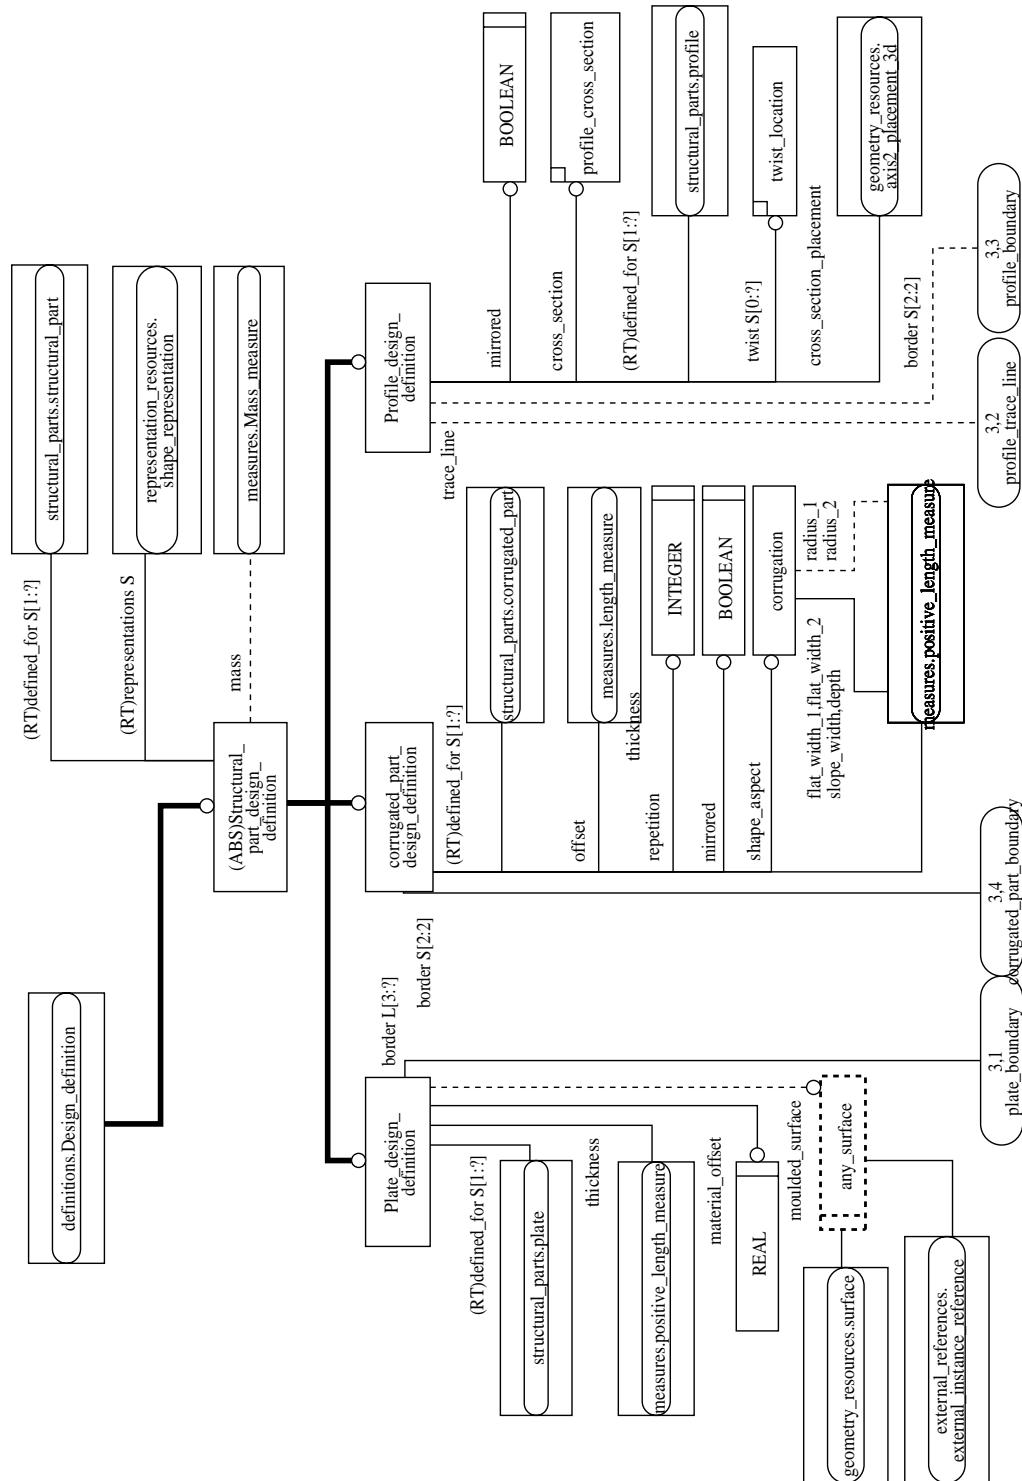 definitions.Design_definition
(RT)defined_for S[1:?]
structural_parts.structural_part
(RT)representations S
representation_resources.
shape_representation
mass
measures.Mass_measure
(ABS)Structural_
part_design_
definition
Plate_design_
definition
corrugated_part_
design_definition
Profile_design_
definition
border L[3:?]
border S[2:2]
(RT)defined_for S[1:?]
structural_parts.plate
thickness
measures.positive_length_measure
material_offset
REAL
moulded_surface
any_surface
geometry_resources.surface
external_references.
external_instance_reference
3,1
plate_boundary
(RT)defined_for S[1:?]
structural_parts.corrugated_part
offset
measures.length_measure
thickness
repetition
INTEGER
mirrored
BOOLEAN
shape_aspect
corrugation
flat_width_1,flat_width_2
slope_width,depth
radius_1
radius_2
measures.positive_length_measure
3,4
corrugated_part_boundary
trace_line
mirrored
BOOLEAN
cross_section
profile_cross_section
(RT)defined_for S[1:?]
structural_parts.profile
twist S[0:?]
twist_location
cross_section_placement
geometry_resources.
axis2_placement_3d
border S[2:2]
3,2
profile_trace_line
3,3
profile_boundary